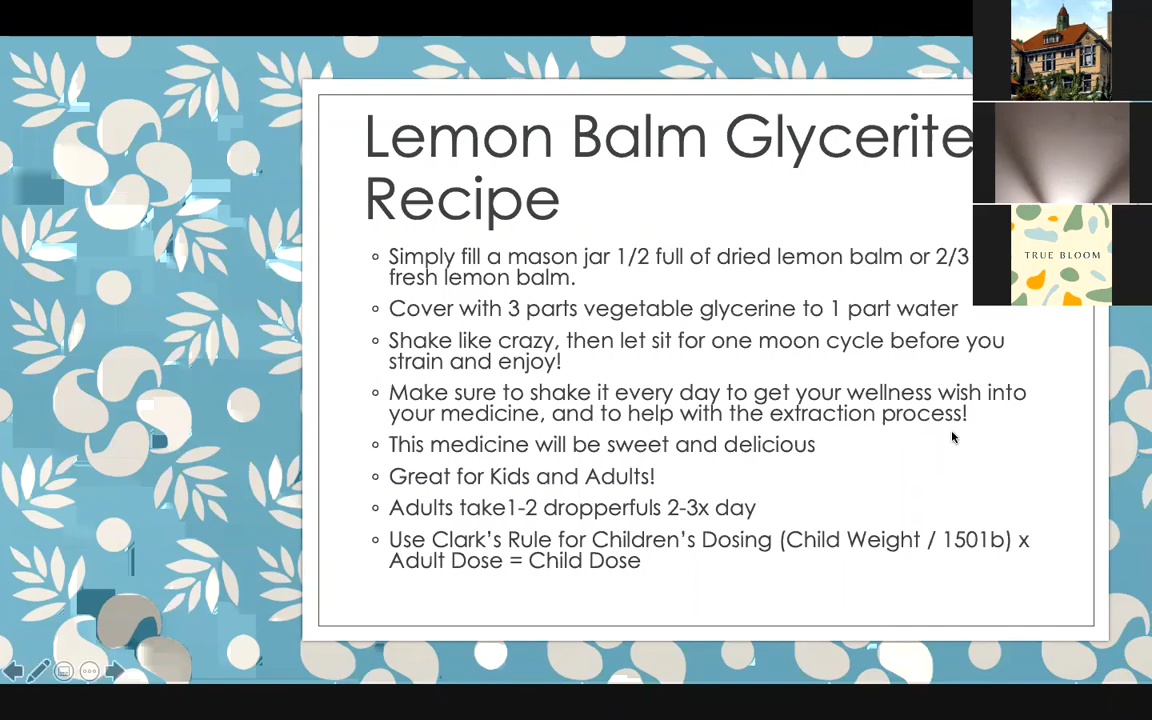 Lemon Balm Glycerite
Recipe
TRUE BLOOM
◦ Simply fill a mason jar 1/2 full of dried lemon balm or 2/3
fresh lemon balm.
◦ Cover with 3 parts vegetable glycerine to 1 part water
◦ Shake like crazy, then let sit for one moon cycle before you
strain and enjoy!
◦ Make sure to shake it every day to get your wellness wish into
your medicine, and to help with the extraction process!
◦ This medicine will be sweet and delicious
◦ Great for Kids and Adults!
◦ Adults take1-2 dropperfuls 2-3x day
◦ Use Clark's Rule for Children's Dosing (Child Weight / 1501b) x
Adult Dose = Child Dose